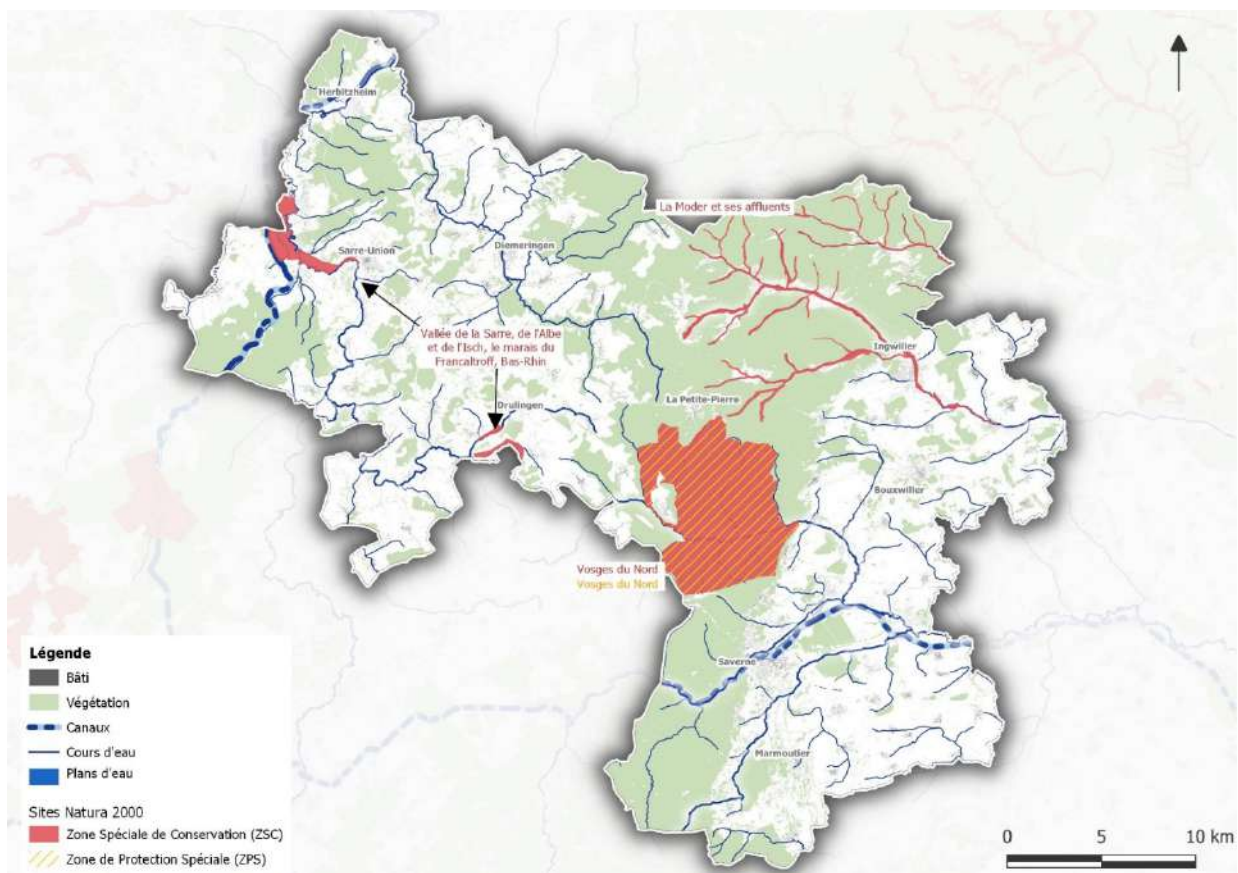 Herbitzheim
La Moder et ses affluents
Sarre-Union
Diemeringen
Vallée de la Sarre, de l'Albe
et de l'Isch, le marais du
Francaltroff, Bas-Rhin
Ingwiller
La Petite-Pierre
Drulingen
Bouxwiller
Vosges du Nord
Vosges du Nord
Saverne
Marmoutier
Légende
Bâti
Végétation
Canaux
Cours d'eau
Plans d'eau
Sites Natura 2000
Zone Spéciale de Conservation (ZSC)
Zone de Protection Spéciale (ZPS)
0 5 10 km